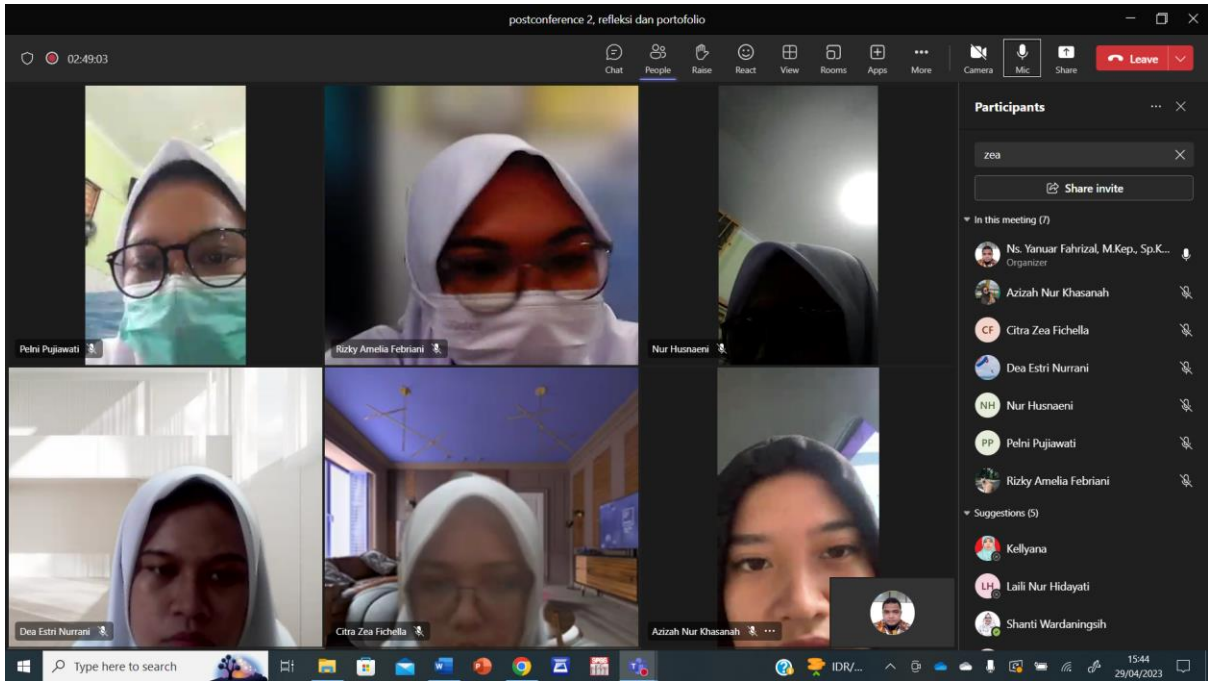 postconference 2, refleksi dan portofolio
02:49:03
Chat People Raise React View Rooms Apps More Camera Mic Share Leave
Pelni Pujiawati
Rizky Amelia Febriani
Nur Husnaeni
Dea Estri Nurrani
Citra Zea Fichella
Azizah Nur Khasanah
Participants
zea
Share invite
In this meeting (7)
Ns. Yanuar Fahrizal, M.Kep., Sp.K...
Organizer
Azizah Nur Khasanah
CF Citra Zea Fichella
Dea Estri Nurrani
NH Nur Husnaeni
PP Pelni Pujiawati
Rizky Amelia Febriani
Suggestions (5)
Kellyana
LH Laili Nur Hidayati
Shanti Wardaningsih
Type here to search
IDR/...
15:44
29/04/2023